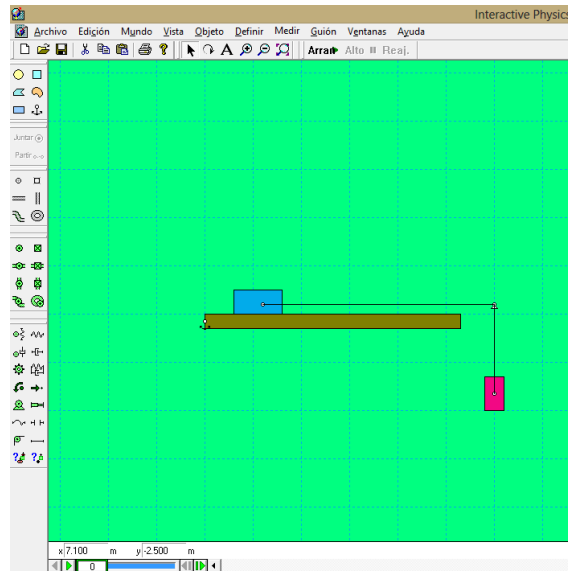 Interactive Physics
Archivo Edición Mundo Vista Objeto Definir Medir Guión Ventanas Ayuda
A Arran Alto Reaj.
Juntar
Partir
x 7.100 m y -2.500 m
0